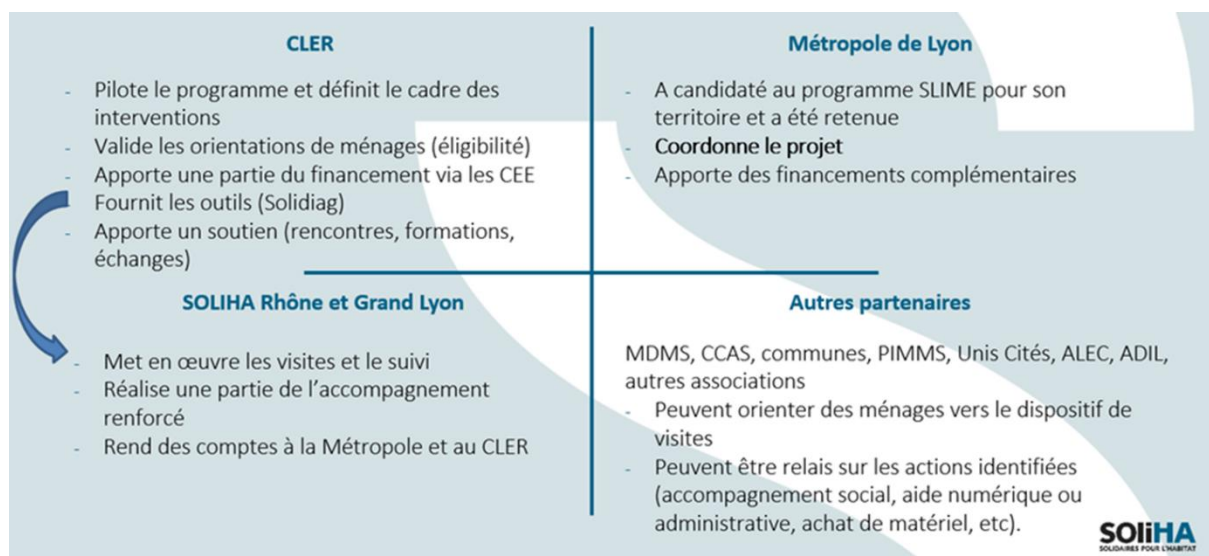 CLER
- Pilote le programme et définit le cadre des
interventions
- Valide les orientations de ménages (éligibilité)
- Apporte une partie du financement via les CEE
Fournit les outils (Solidiag)
- Apporte un soutien (rencontres, formations,
échanges)
Métropole de Lyon
- A candidaté au programme SLIME pour son
territoire et a été retenue
- Coordonne le projet
- Apporte des financements complémentaires
SOLIHA Rhône et Grand Lyon
- Met en œuvre les visites et le suivi
- Réalise une partie de l’accompagnement
renforcé
- Rend des comptes à la Métropole et au CLER
Autres partenaires
MDMS, CCAS, communes, PIMMS, Unis Cités, ALEC, ADIL,
autres associations
- Peuvent orienter des ménages vers le dispositif de
visites
- Peuvent être relais sur les actions identifiées
(accompagnement social, aide numérique ou
administrative, achat de matériel, etc).
SOLiHA
SOLIDAIRES POUR L'HABITAT